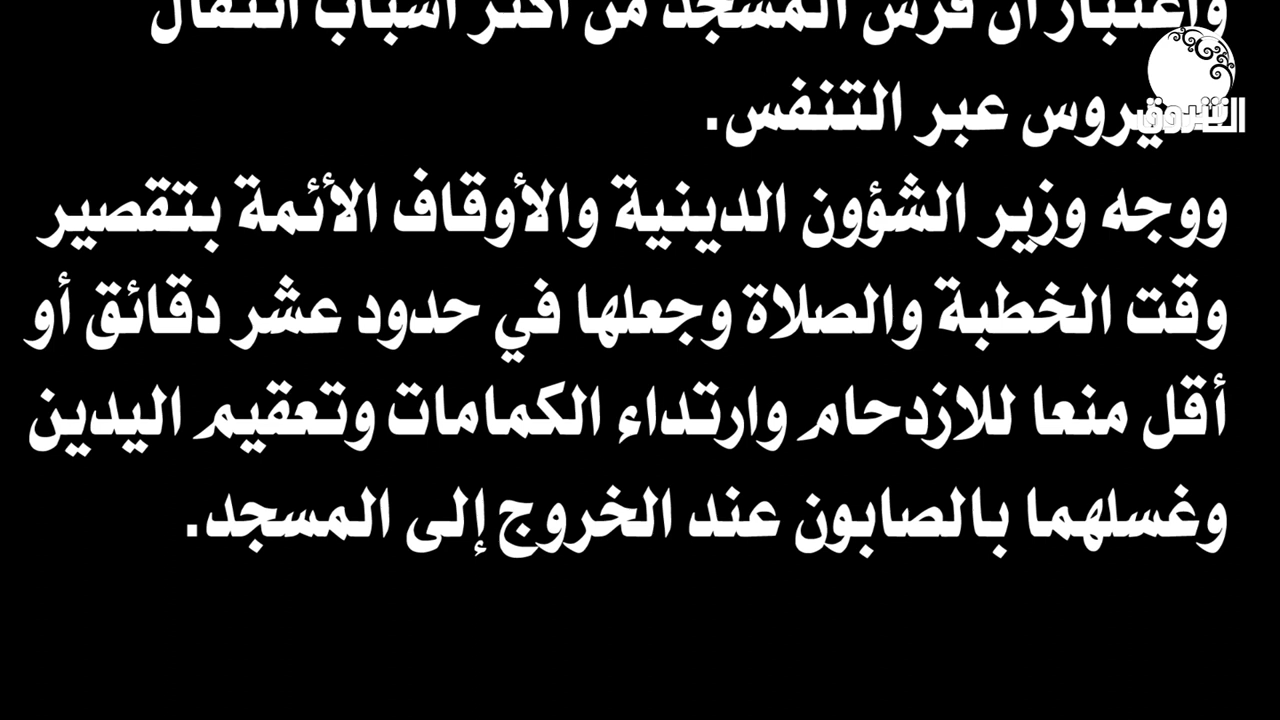 وإعتبار أن فرش المسجد من أكثر أسباب انتقال
الفيروس عبر التنفس.
الشروق
ووجه وزير الشؤون الدينية والأوقاف الأئمة بتقصير
وقت الخطبة والصلاة وجعلها في حدود عشر دقائق أو
أقل منعا للازدحام وارتداء الكمامات وتعقيم اليدين
وغسلهما بالصابون عند الخروج إلى المسجد.